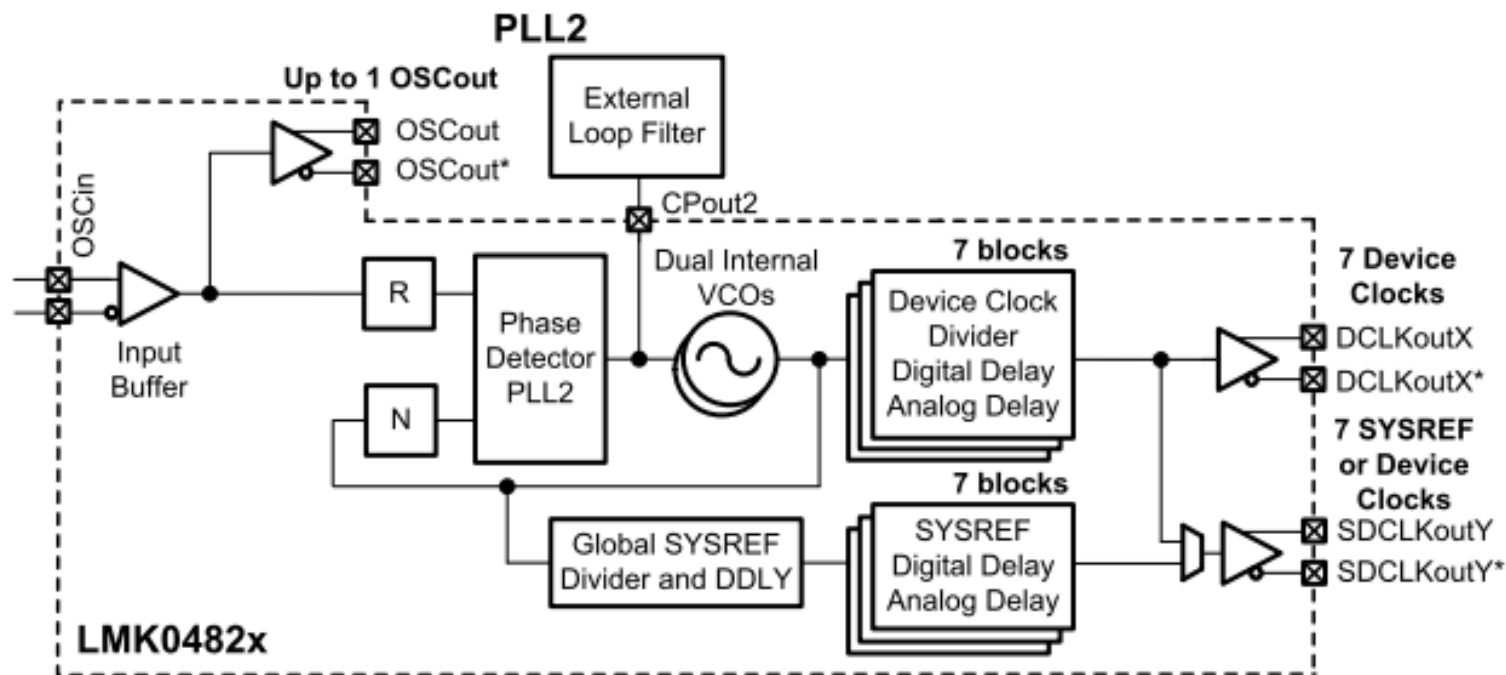 PLL2
Up to 1 OSCout
OSCout
OSCout*
External
Loop Filter
CPout2
OSCin
Input
Buffer
R
N
Phase
Detector
PLL2
Dual Internal
VCOs
7 blocks
Device Clock
Divider
Digital Delay
Analog Delay
7 Device
Clocks
DCLKoutX
DCLKoutX*
7 SYSREF
or Device
Clocks
7 blocks
Global SYSREF
Divider and DDLY
SYSREF
Digital Delay
Analog Delay
SDCLKoutY
SDCLKoutY*
LMK0482x